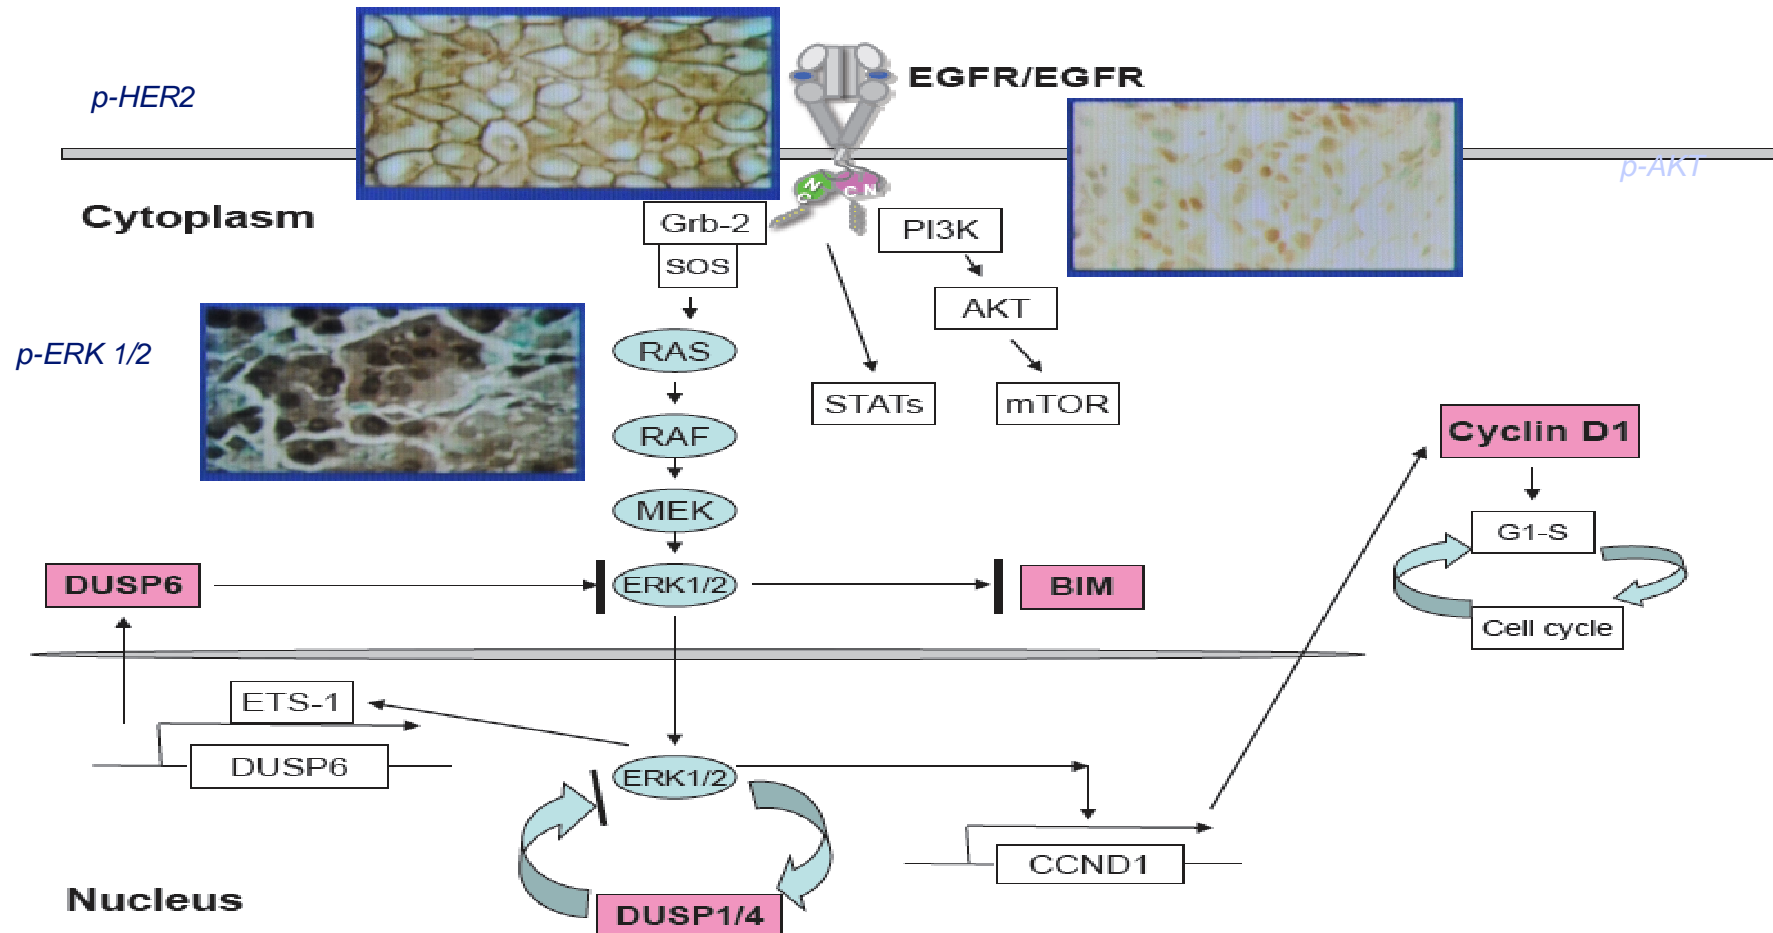 p-HER2
EGFR/EGFR
p-AKT
Cytoplasm
N
C
C N
Grb-2
SOS
PI3K
AKT
p-ERK 1/2
RAS
STATs
mTOR
RAF
Cyclin D1
MEK
G1-S
DUSP6
ERK1/2
BIM
Cell cycle
ETS-1
DUSP6
ERK1/2
CCND1
Nucleus
DUSP1/4